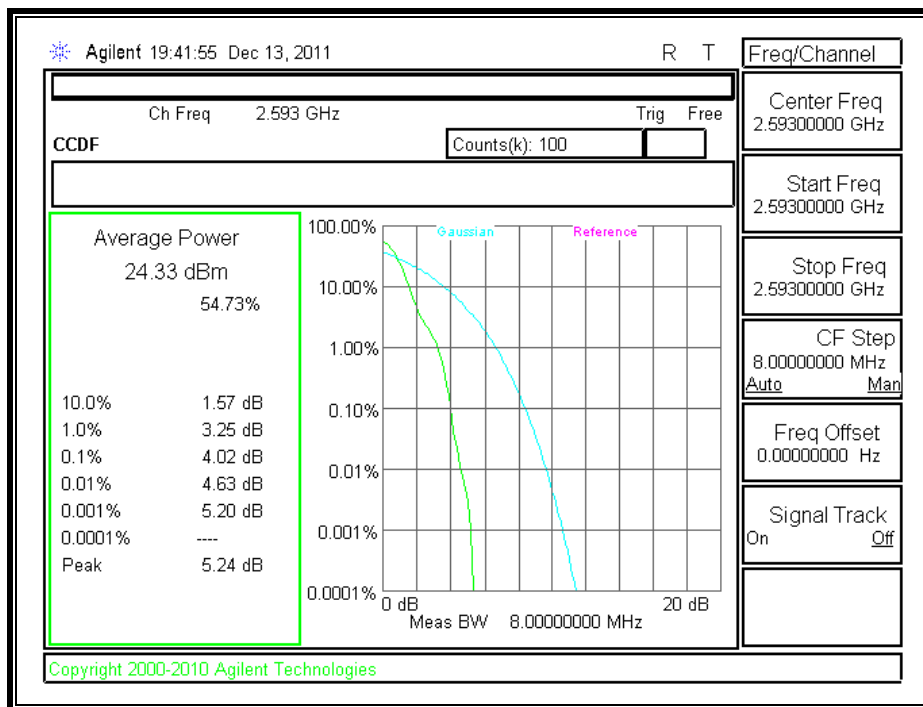 Agilent 19:41:55 Dec 13, 2011 R T
Freq/Channel
Ch Freq 2.593 GHz Trig Free
CCDF
Counts(k): 100
Average Power
24.33 dBm
54.73%
10.0% 1.57 dB
1.0% 3.25 dB
0.1% 4.02 dB
0.01% 4.63 dB
0.001% 5.20 dB
0.0001% ----
Peak 5.24 dB
Gaussian Reference
100.00%
10.00%
1.00%
0.10%
0.01%
0.001%
0.0001%
0 dB 20 dB
Meas BW 8.00000000 MHz
Center Freq
2.59300000 GHz
Start Freq
2.59300000 GHz
Stop Freq
2.59300000 GHz
CF Step
8.00000000 MHz
Auto Man
Freq Offset
0.00000000 Hz
Signal Track
On Off
Copyright 2000-2010 Agilent Technologies